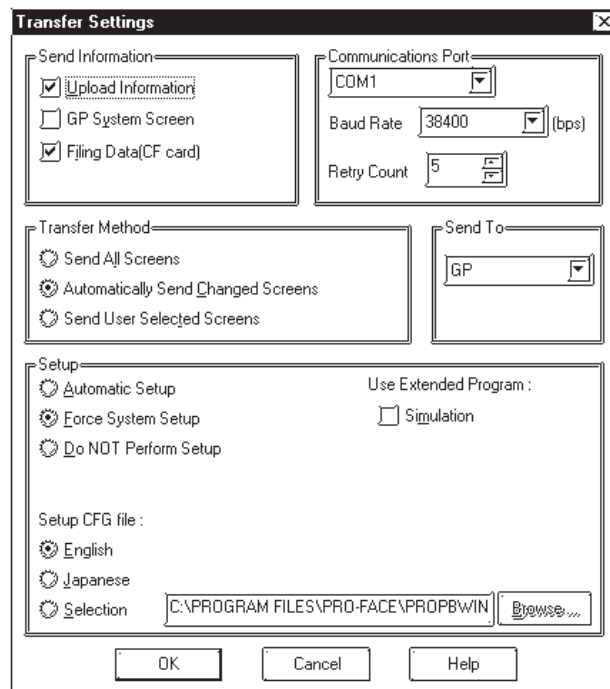 Transfer Settings
Send Information
Upload Information
GP System Screen
Filing Data(CF card)
Communications Port
COM1
Baud Rate 38400 (bps)
Retry Count 5
Transfer Method
Send All Screens
Automatically Send Changed Screens
Send User Selected Screens
Send To
GP
Setup
Automatic Setup
Force System Setup
Do NOT Perform Setup
Use Extended Program :
Simulation
Setup CFG file :
English
Japanese
Selection C:\PROGRAM FILES\PRO-FACE\PROPBWIN Browse...
OK Cancel Help